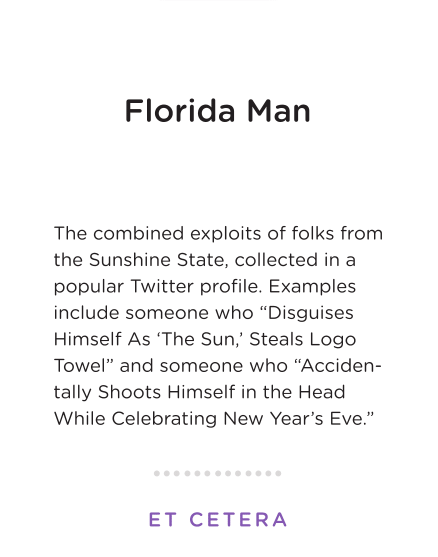 Florida Man
The combined exploits of folks from
the Sunshine State, collected in a
popular Twitter profile. Examples
include someone who “Disguises
Himself As ‘The Sun,’ Steals Logo
Towel” and someone who “Acciden-
tally Shoots Himself in the Head
While Celebrating New Year’s Eve.”
ET CETERA